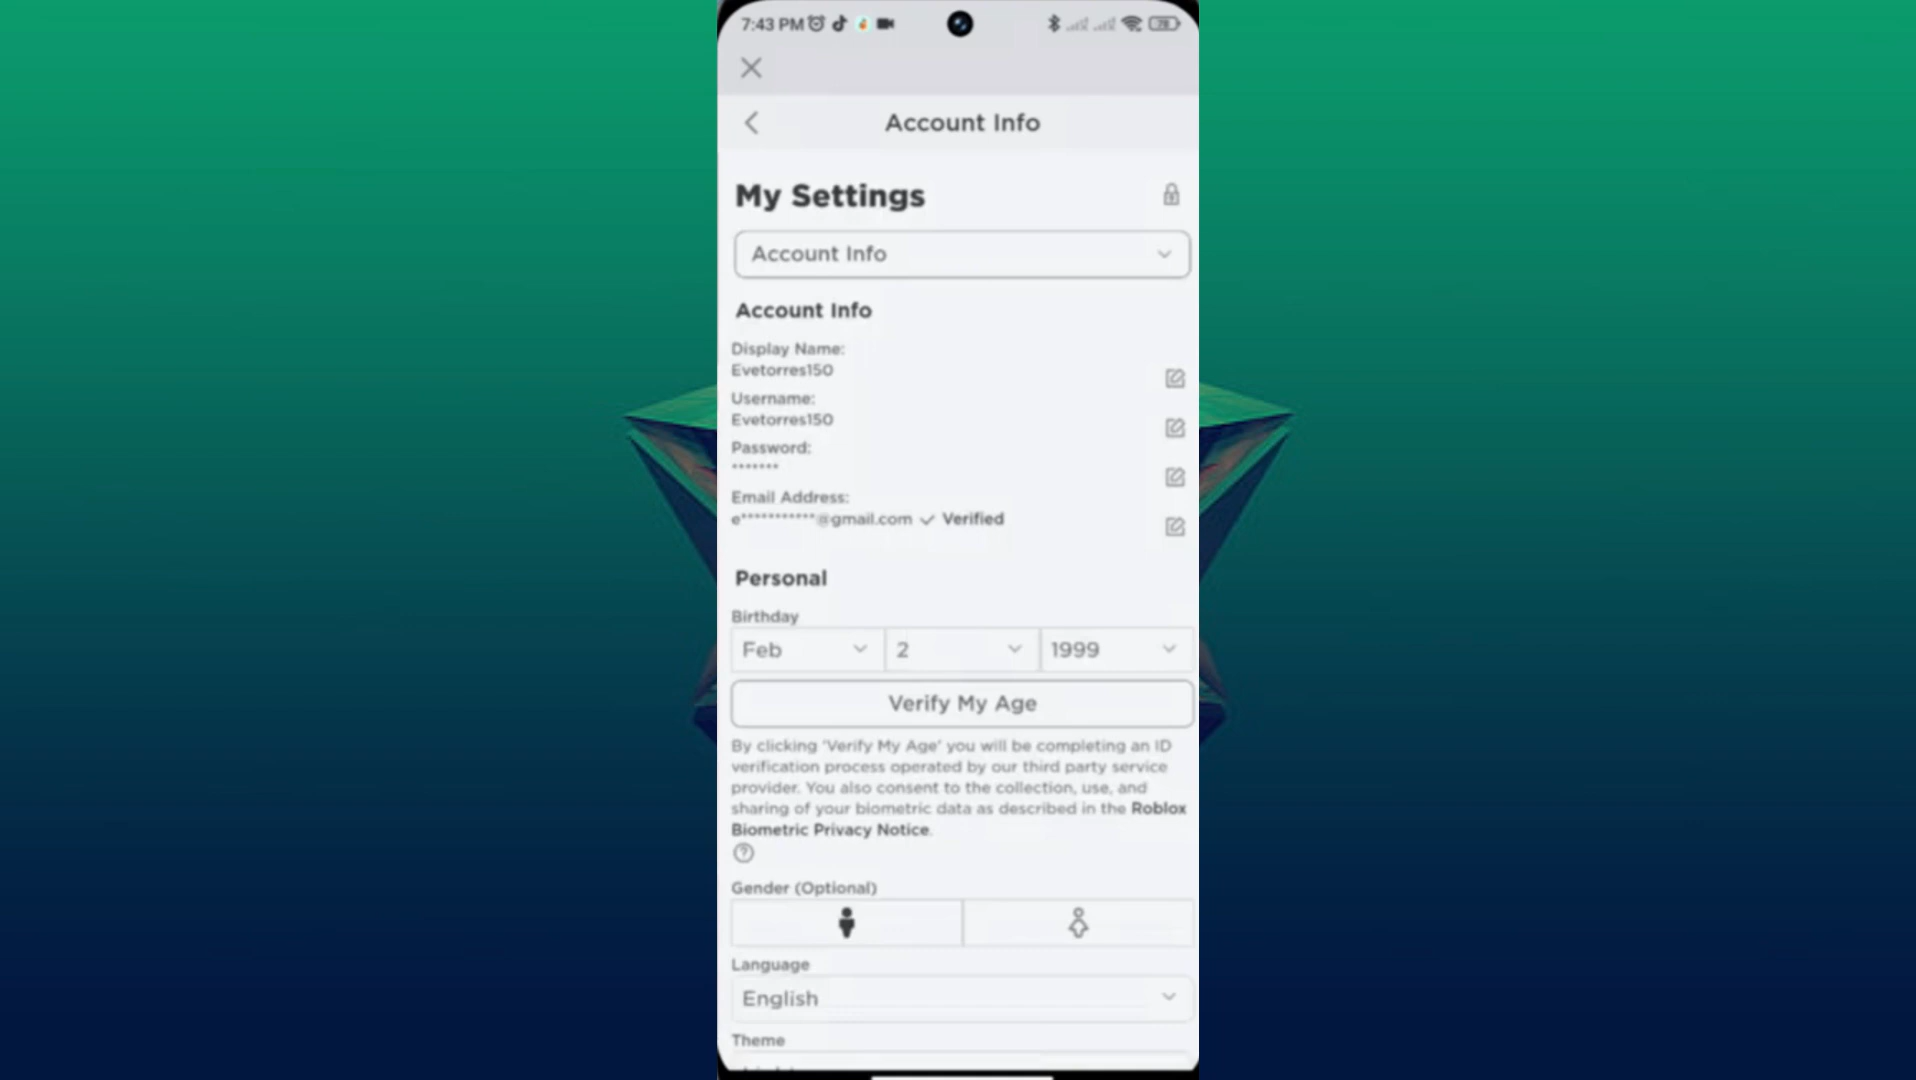 7:43 PM
78
Account Info
My Settings
Account Info
Account Info
Display Name:
Evetorres150
Username:
Evetorres150
Password:
*******
Email Address:
e***********@gmail.com ✓ Verified
Personal
Birthday
Feb 2 1999
Verify My Age
By clicking 'Verify My Age' you will be completing an ID
verification process operated by our third party service
provider. You also consent to the collection, use, and
sharing of your biometric data as described in the Roblox
Biometric Privacy Notice.
Gender (Optional)
Language
English
Theme